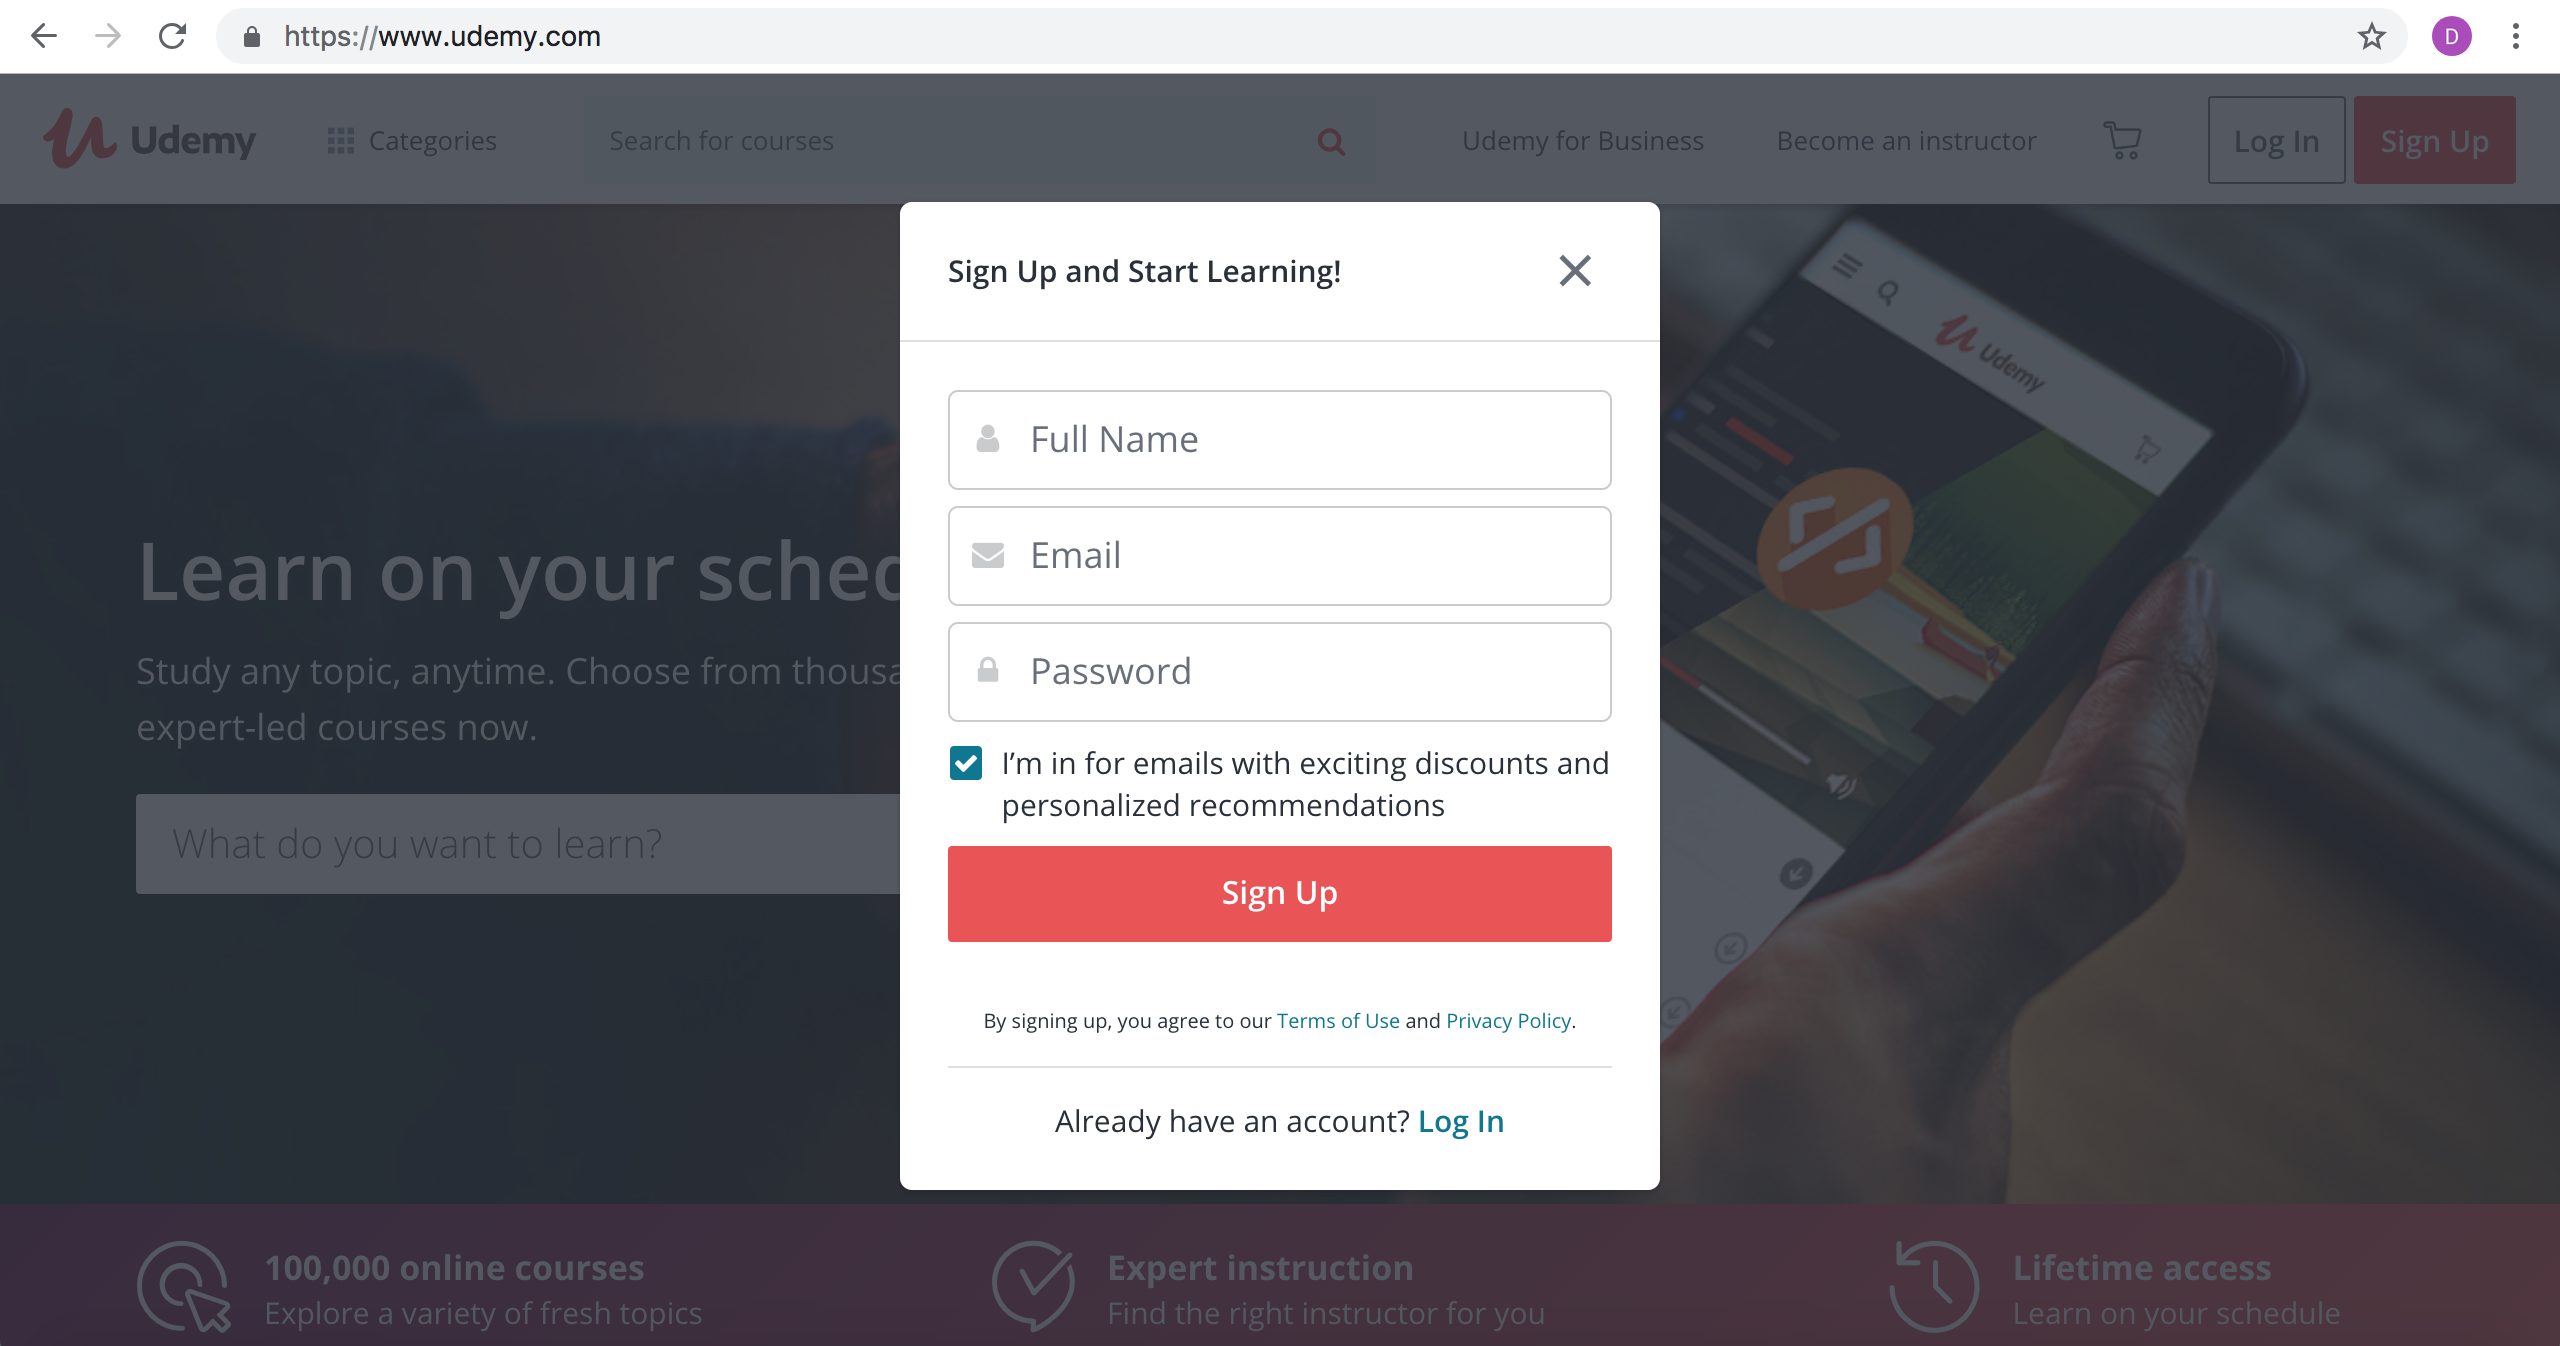 https://www.udemy.com
D
Udemy
Categories
Search for courses
Udemy for Business
Become an instructor
Log In
Sign Up
Sign Up and Start Learning!
Full Name
Email
Password
I’m in for emails with exciting discounts and
personalized recommendations
Sign Up
By signing up, you agree to our Terms of Use and Privacy Policy.
Already have an account? Log In
Learn on your sched
Study any topic, anytime. Choose from thousa
expert-led courses now.
What do you want to learn?
Udemy
100,000 online courses
Explore a variety of fresh topics
Expert instruction
Find the right instructor for you
Lifetime access
Learn on your schedule